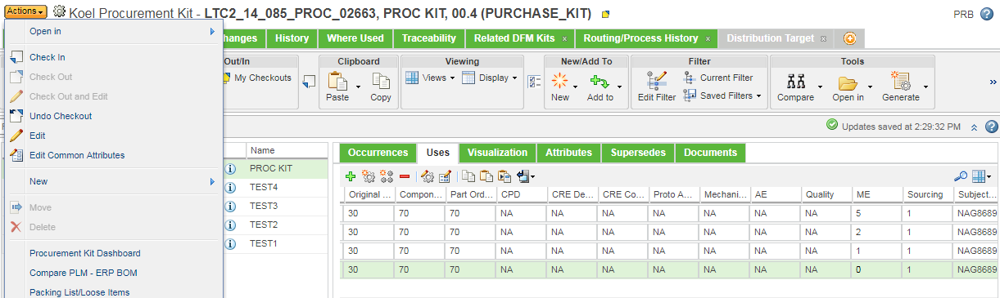 Actions Koel Procurement Kit - LTC2_14_085_PROC_02663, PROC KIT, 00.4 (PURCHASE_KIT) PRB
Open in
Check In
Check Out
Check Out and Edit
Undo Checkout
Edit
Edit Common Attributes
New
Move
Delete
Procurement Kit Dashboard
Compare PLM - ERP BOM
Packing List/Loose Items
hanges History Where Used Traceability Related DFM Kits × Routing/Process History × Distribution Target ×
Out/In Clipboard Viewing New/Add To Filter Tools
My Checkouts Views Display Current Filter
Saved Filters
Paste Copy New Add to Edit Filter Compare Open in Generate
Updates saved at 2:29:32 PM
Name
PROC KIT
TEST4
TEST3
TEST2
TEST1
Occurrences Uses Visualization Attributes Supersedes Documents
Original ... Compon... Part Ord... CPD CRE De... CRE Co... Proto A... Mechani... AE Quality ME Sourcing Subject...
30 70 70 NA NA NA NA NA NA NA 5 1 NAG8689
30 70 70 NA NA NA NA NA NA NA 2 1 NAG8689
30 70 70 NA NA NA NA NA NA NA 1 1 NAG8689
30 70 70 NA NA NA NA NA NA NA 0 1 NAG8689